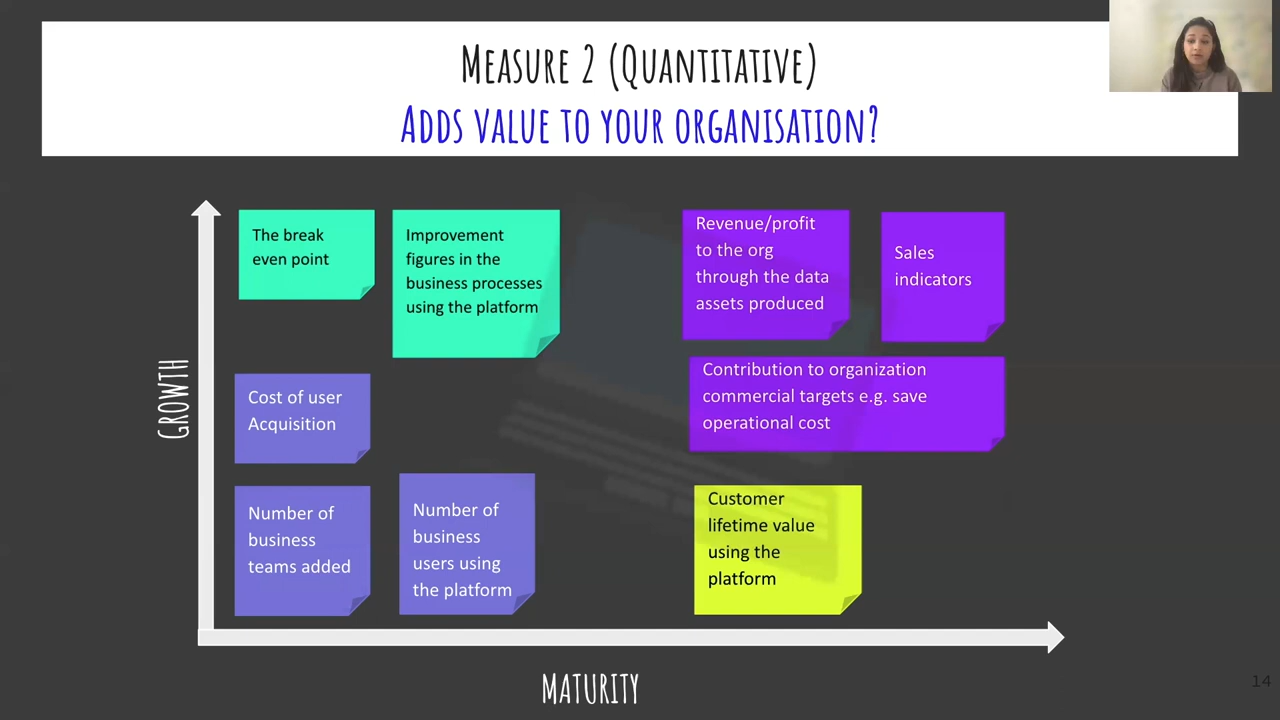 MEASURE 2 (QUANTITATIVE)
ADDS VALUE TO YOUR ORGANISATION?
The break
even point
Improvement
figures in the
business processes
using the platform
Revenue/profit
to the org
through the data
assets produced
Sales
indicators
GROWTH
Cost of user
Acquisition
Contribution to organization
commercial targets e.g. save
operational cost
Number of
business
teams added
Number of
business
users using
the platform
Customer
lifetime value
using the
platform
MATURITY
14